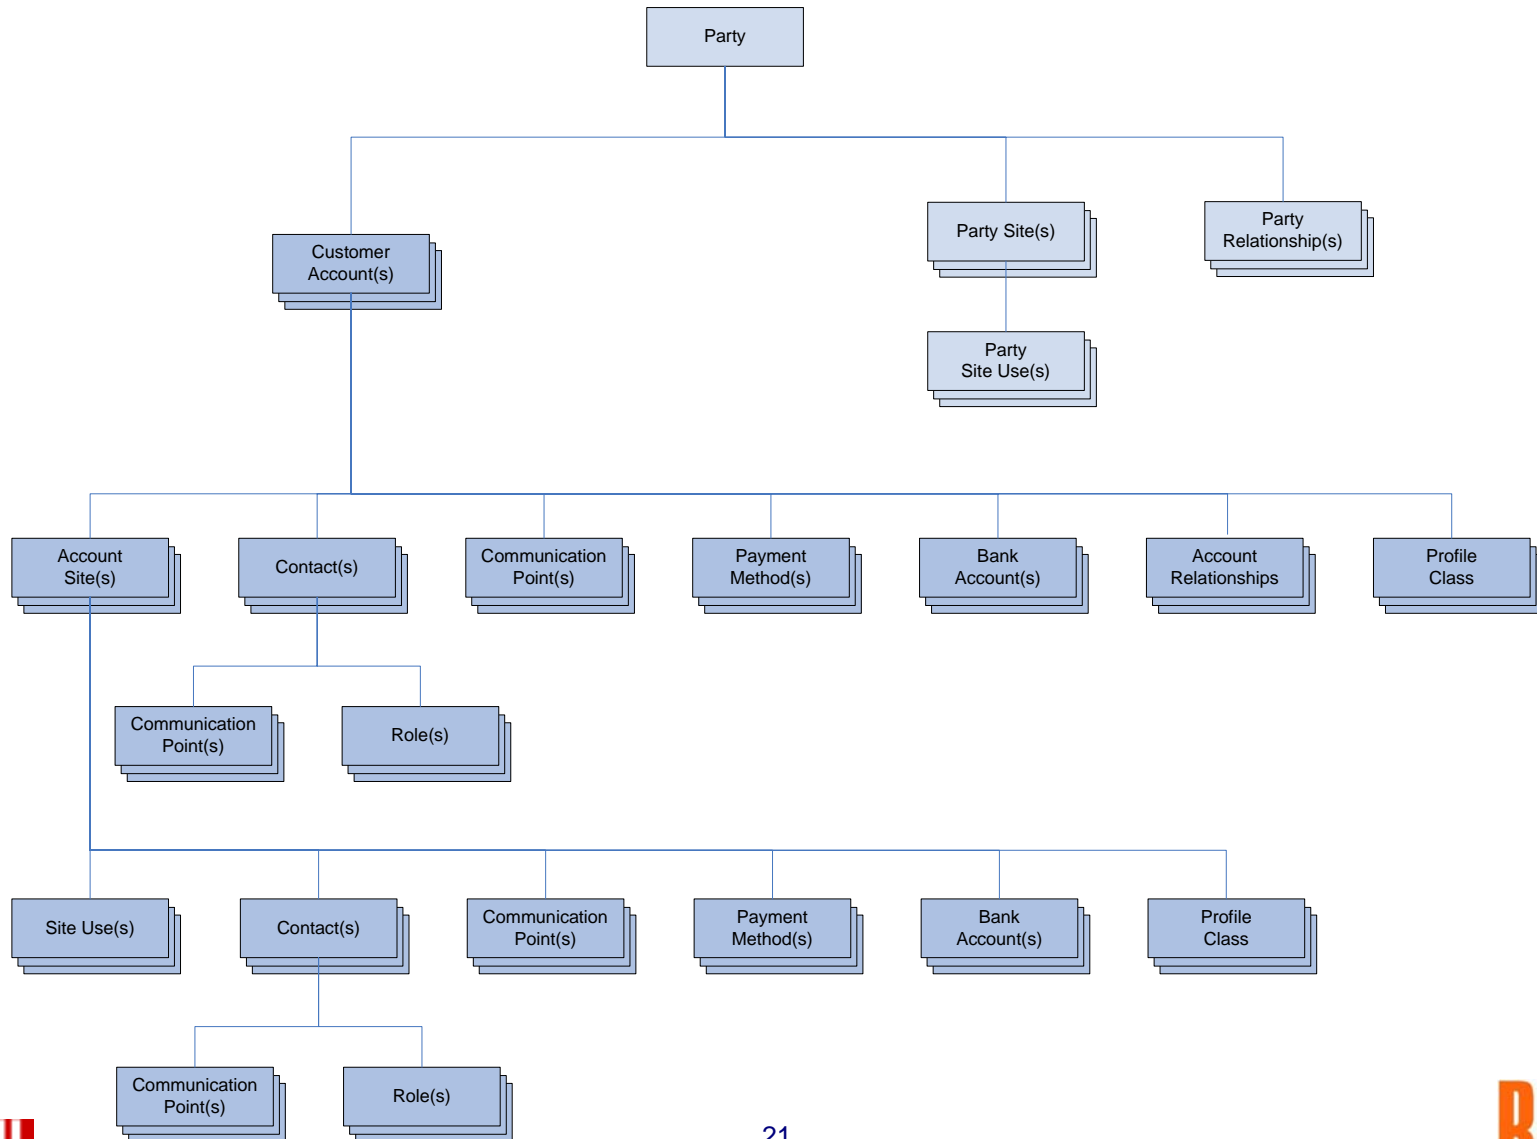 Party
Customer
Account(s)
Party Site(s)
Party
Relationship(s)
Party
Site Use(s)
Account
Site(s)
Contact(s)
Communication
Point(s)
Payment
Method(s)
Bank
Account(s)
Account
Relationships
Profile
Class
Communication
Point(s)
Role(s)
Site Use(s)
Contact(s)
Communication
Point(s)
Payment
Method(s)
Bank
Account(s)
Profile
Class
Communication
Point(s)
Role(s)
21